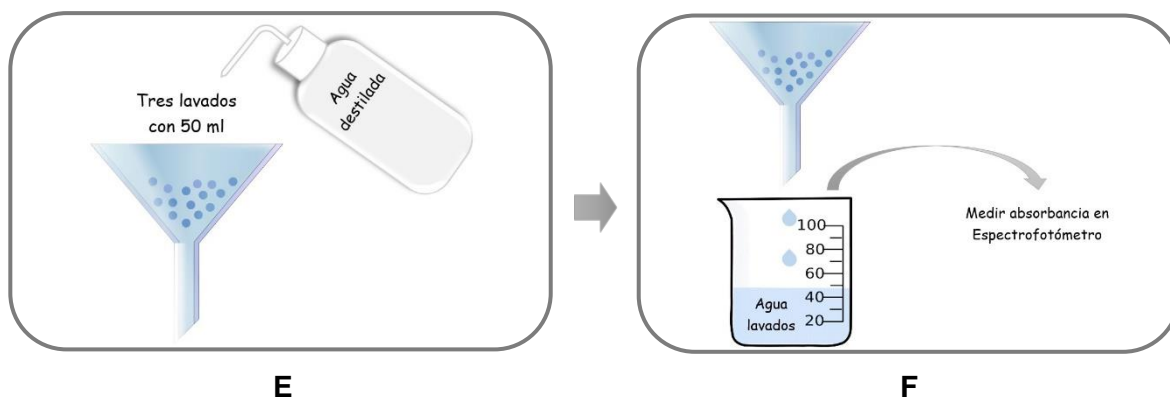 Agua
destilada
Tres lavados
con 50 ml
100
80
60
40
20
Agua
lavados
Medir absorbancia en
Espectrofotómetro
E
F